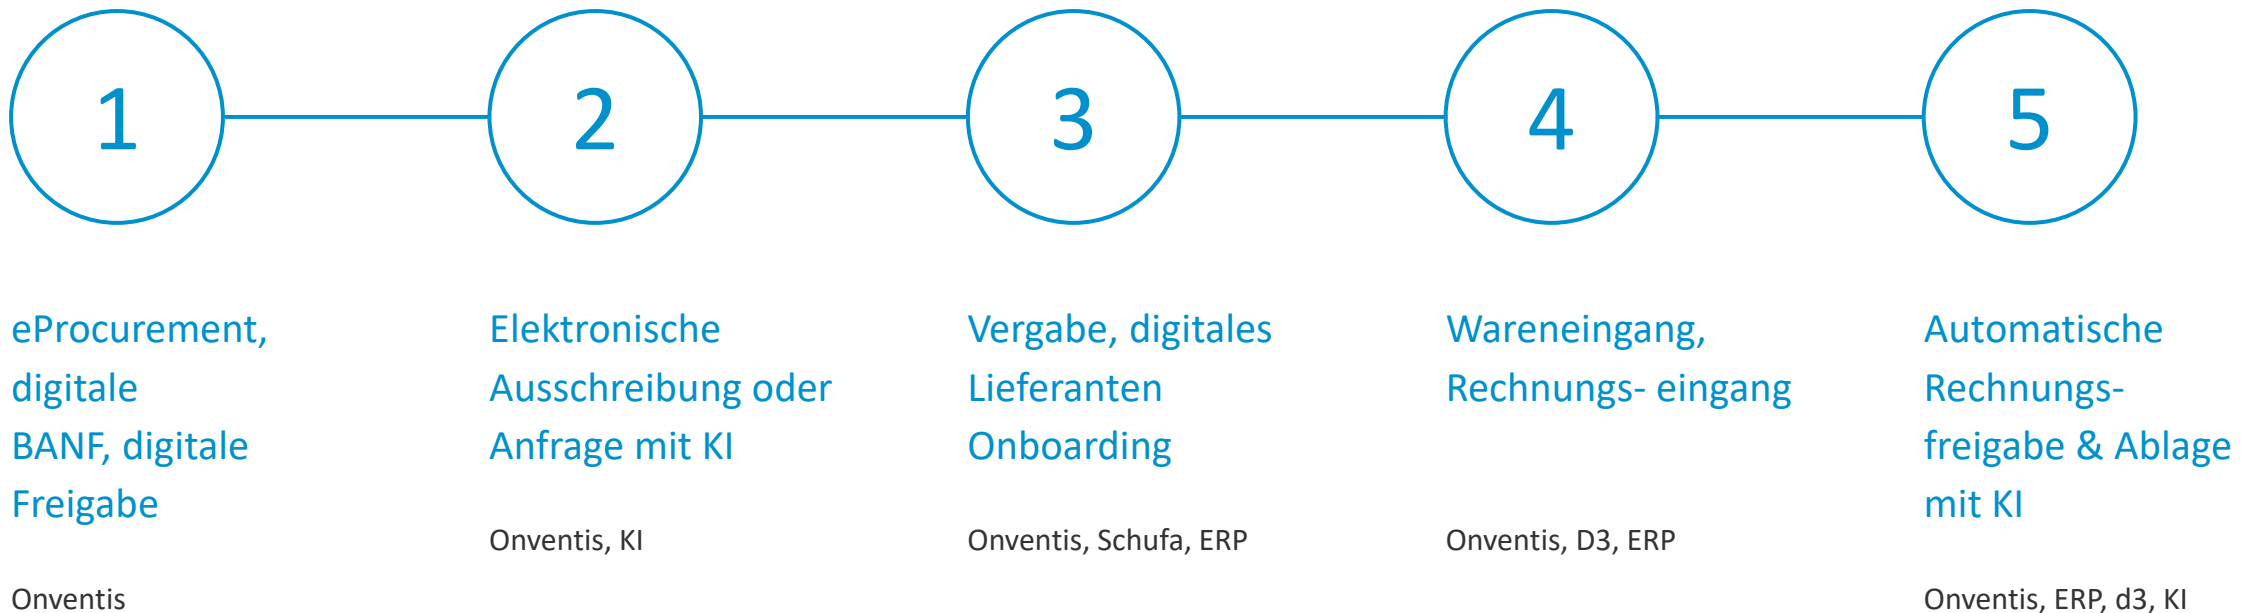 1
2
3
4
5
eProcurement,
digitale
BANF, digitale
Freigabe
Onventis
Elektronische
Ausschreibung oder
Anfrage mit KI
Onventis, KI
Vergabe, digitales
Lieferanten
Onboarding
Onventis, Schufa, ERP
Wareneingang,
Rechnungs- eingang
Onventis, D3, ERP
Automatische
Rechnungs-
freigabe & Ablage
mit KI
Onventis, ERP, d3, KI